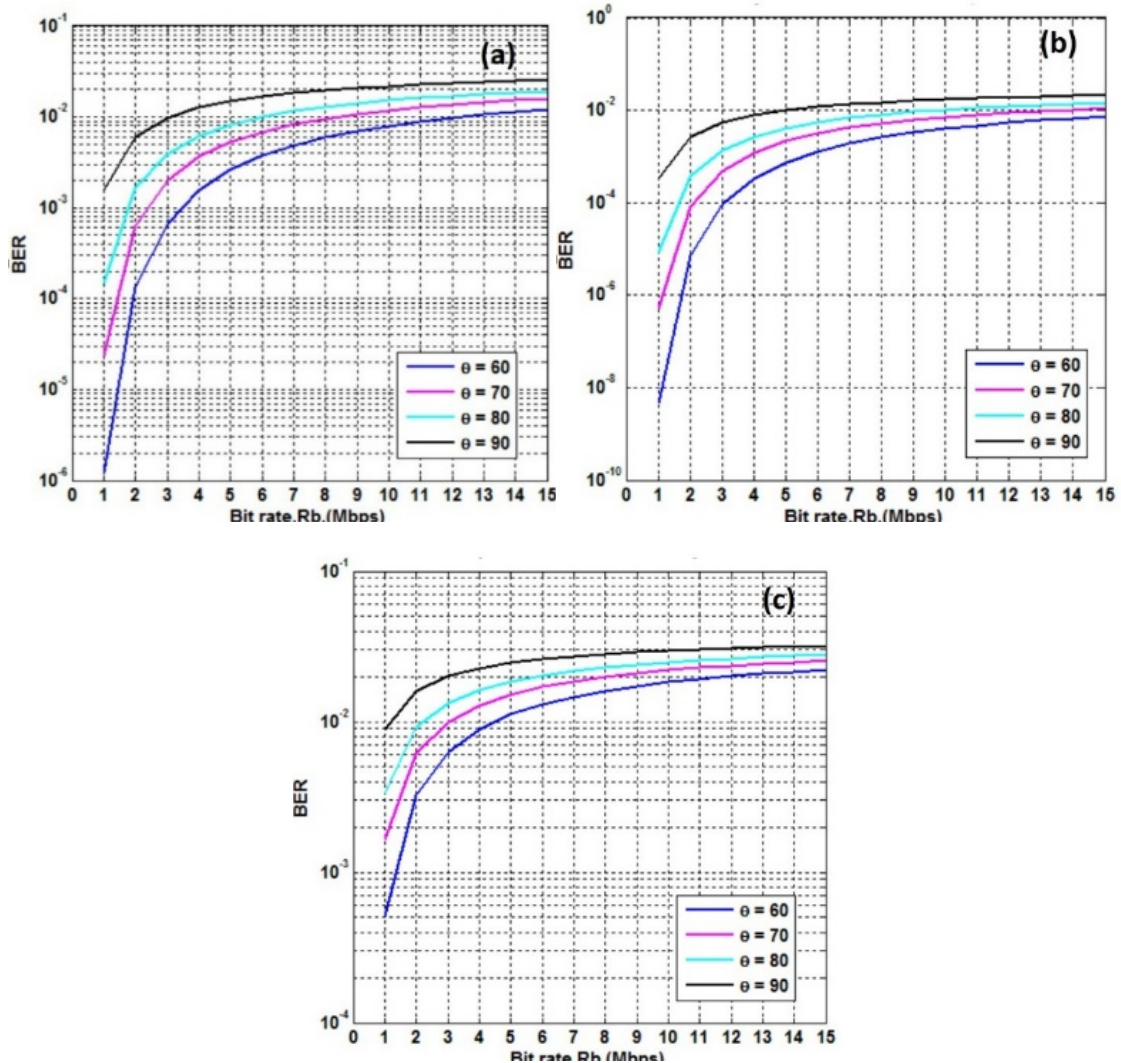 (a)
10^-1
10^-2
10^-3
10^-4
10^-5
10^-6
BER
θ = 60
θ = 70
θ = 80
θ = 90
0 1 2 3 4 5 6 7 8 9 10 11 12 13 14 15
Bit rate,Rb,(Mbps)
(b)
10^0
10^-2
10^-4
10^-6
10^-8
10^-10
BER
θ = 60
θ = 70
θ = 80
θ = 90
0 1 2 3 4 5 6 7 8 9 10 11 12 13 14 15
Bit rate,Rb,(Mbps)
(c)
10^-1
10^-2
10^-3
10^-4
BER
θ = 60
θ = 70
θ = 80
θ = 90
0 1 2 3 4 5 6 7 8 9 10 11 12 13 14 15
Bit rate,Rb,(Mbps)